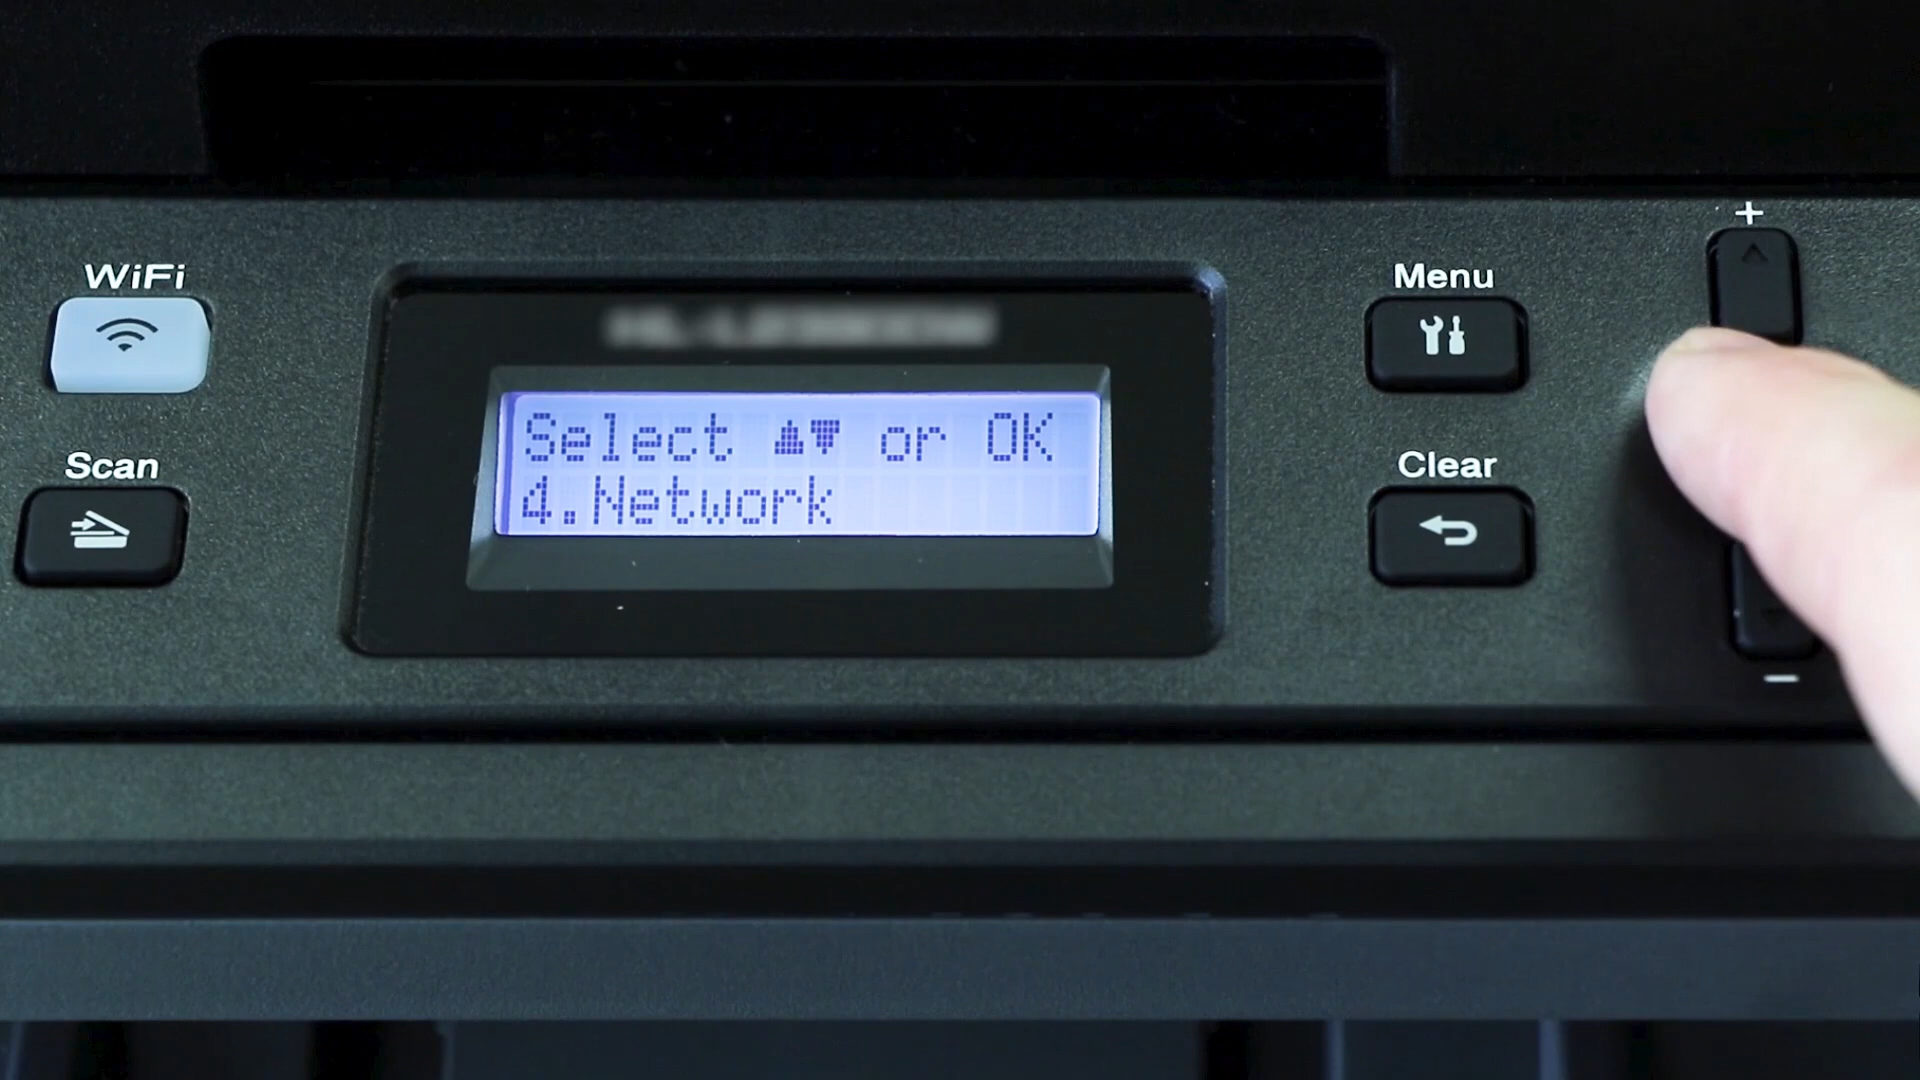 WiFi
Scan
Select ▲▼ or OK
4.Network
Menu
Clear
+
−